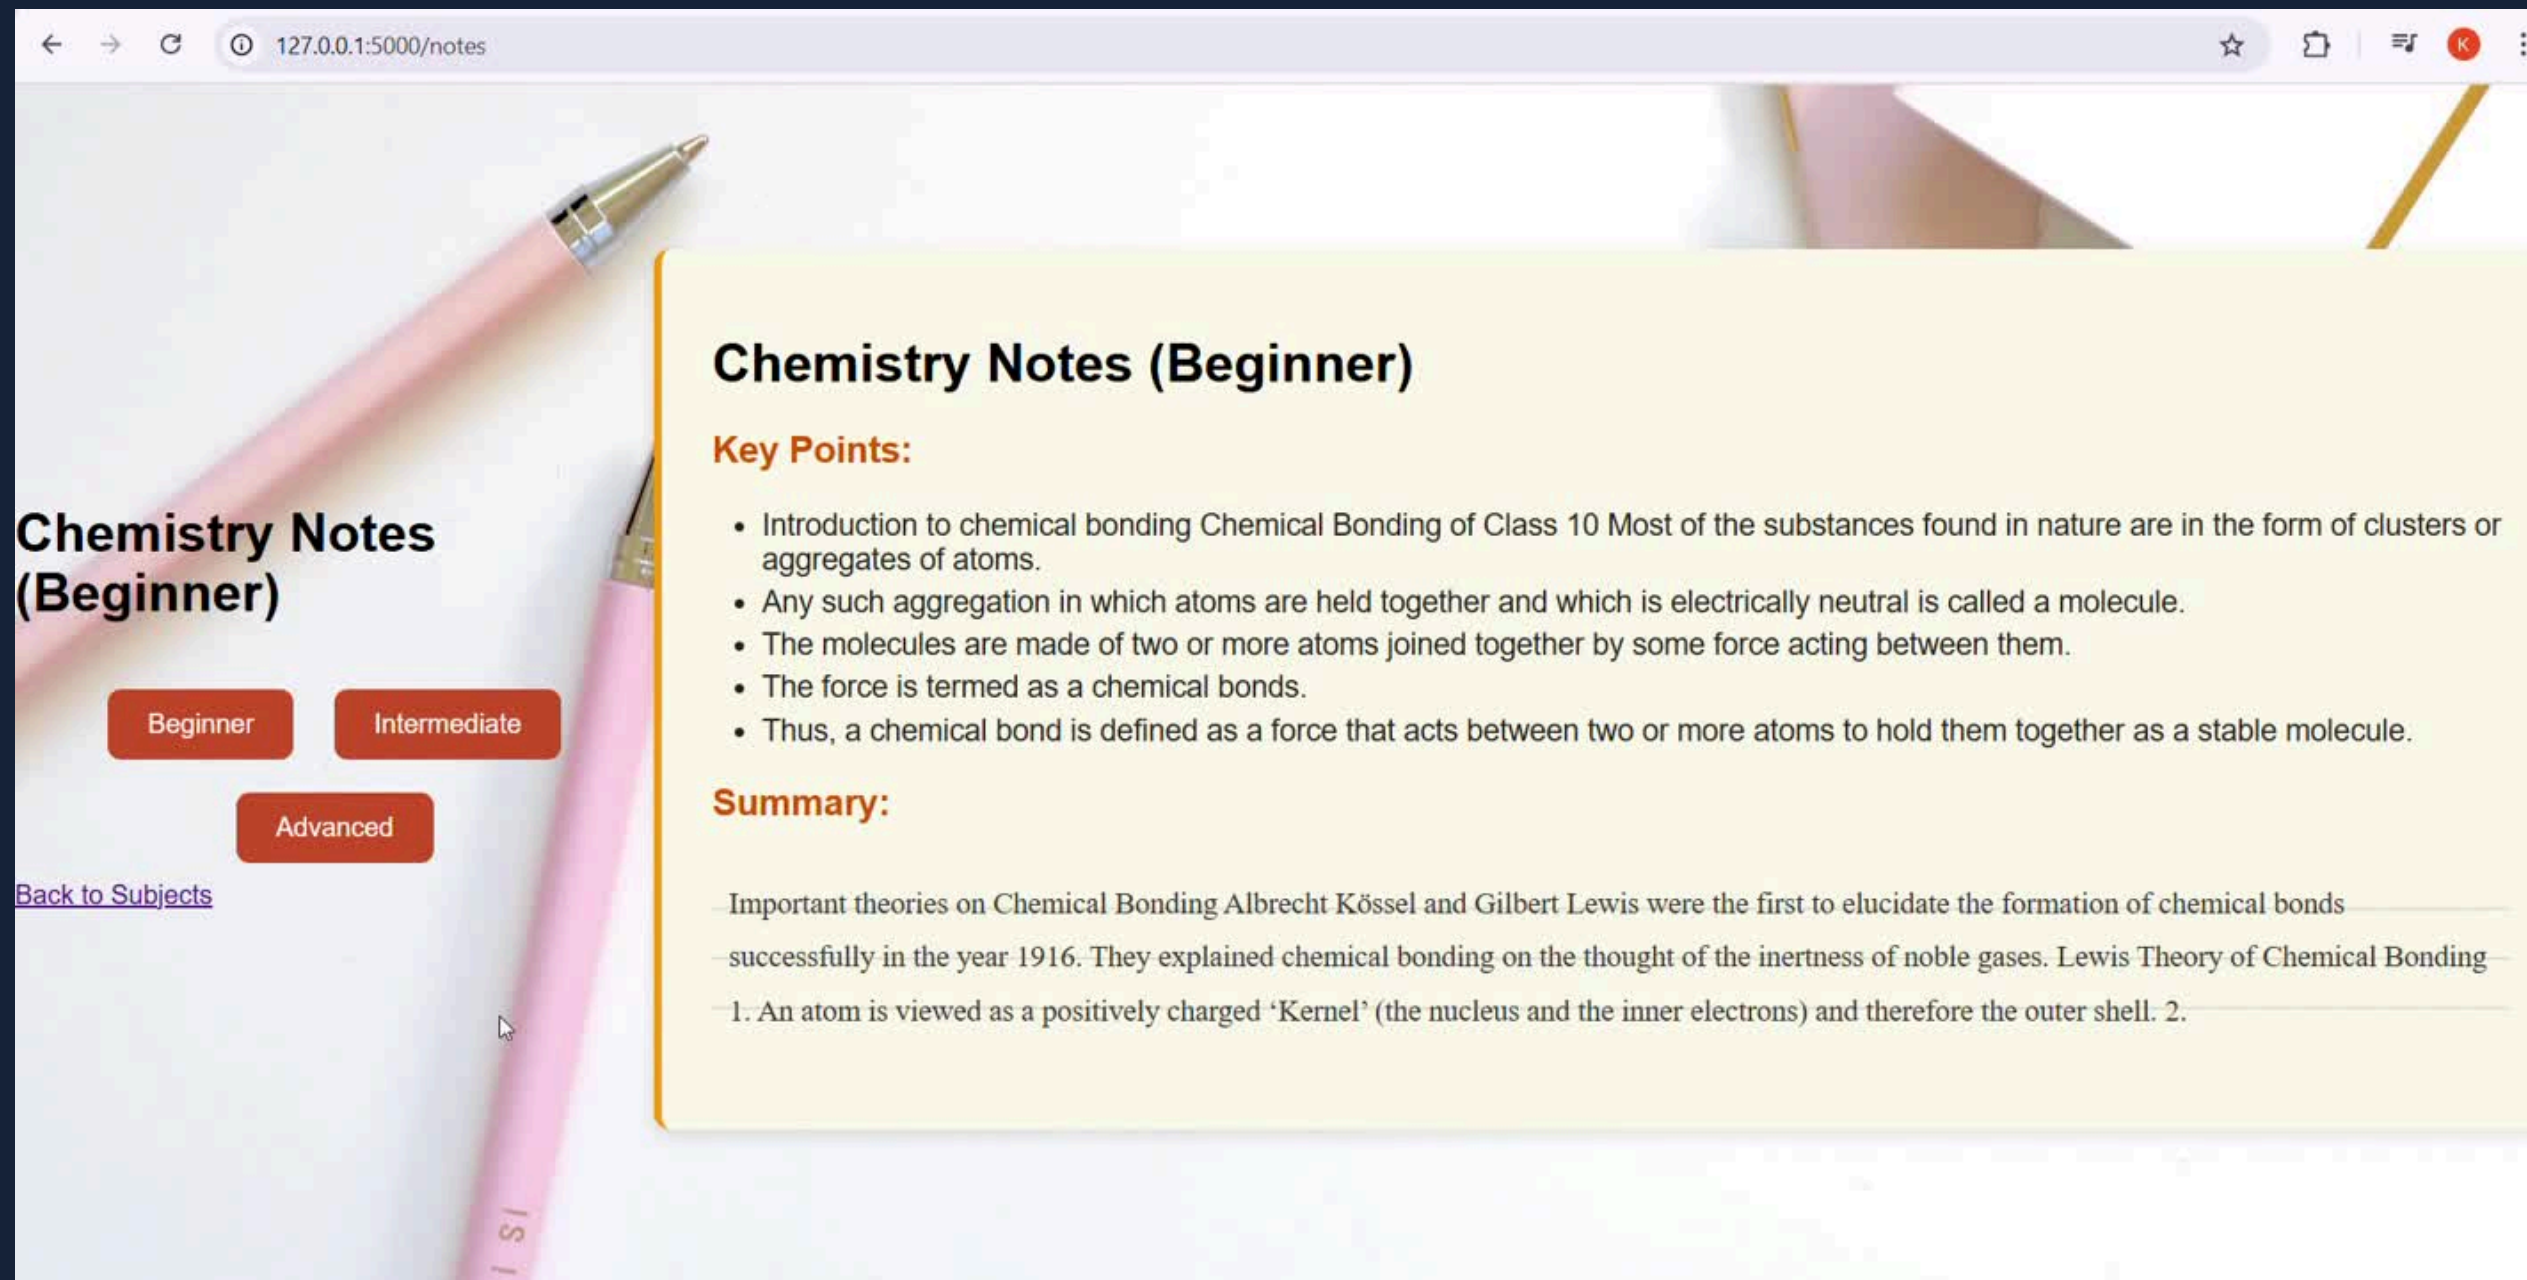 127.0.0.1:5000/notes
K
Chemistry Notes
(Beginner)
Beginner
Intermediate
Advanced
Back to Subjects
Chemistry Notes (Beginner)
Key Points:
• Introduction to chemical bonding Chemical Bonding of Class 10 Most of the substances found in nature are in the form of clusters or
aggregates of atoms.
• Any such aggregation in which atoms are held together and which is electrically neutral is called a molecule.
• The molecules are made of two or more atoms joined together by some force acting between them.
• The force is termed as a chemical bonds.
• Thus, a chemical bond is defined as a force that acts between two or more atoms to hold them together as a stable molecule.
Summary:
Important theories on Chemical Bonding Albrecht Kössel and Gilbert Lewis were the first to elucidate the formation of chemical bonds
successfully in the year 1916. They explained chemical bonding on the thought of the inertness of noble gases. Lewis Theory of Chemical Bonding
1. An atom is viewed as a positively charged ‘Kernel’ (the nucleus and the inner electrons) and therefore the outer shell. 2.